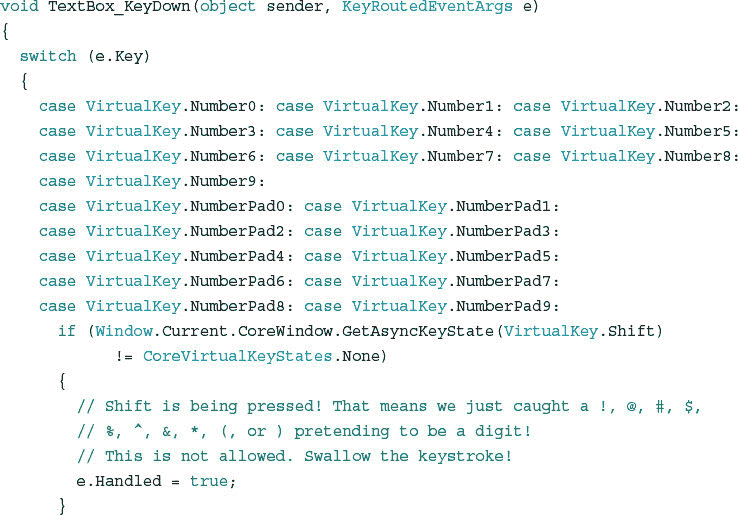 void TextBox_KeyDown(object sender, KeyRoutedEventArgs e)
{
  switch (e.Key)
  {
    case VirtualKey.Number0: case VirtualKey.Number1: case VirtualKey.Number2:
    case VirtualKey.Number3: case VirtualKey.Number4: case VirtualKey.Number5:
    case VirtualKey.Number6: case VirtualKey.Number7: case VirtualKey.Number8:
    case VirtualKey.Number9:
    case VirtualKey.NumberPad0: case VirtualKey.NumberPad1:
    case VirtualKey.NumberPad2: case VirtualKey.NumberPad3:
    case VirtualKey.NumberPad4: case VirtualKey.NumberPad5:
    case VirtualKey.NumberPad6: case VirtualKey.NumberPad7:
    case VirtualKey.NumberPad8: case VirtualKey.NumberPad9:
      if (Window.Current.CoreWindow.GetAsyncKeyState(VirtualKey.Shift)
            != CoreVirtualKeyStates.None)
      {
        // Shift is being pressed! That means we just caught a !, @, #, $,
        // %, ^, &, *, (, or ) pretending to be a digit!
        // This is not allowed. Swallow the keystroke!
        e.Handled = true;
      }